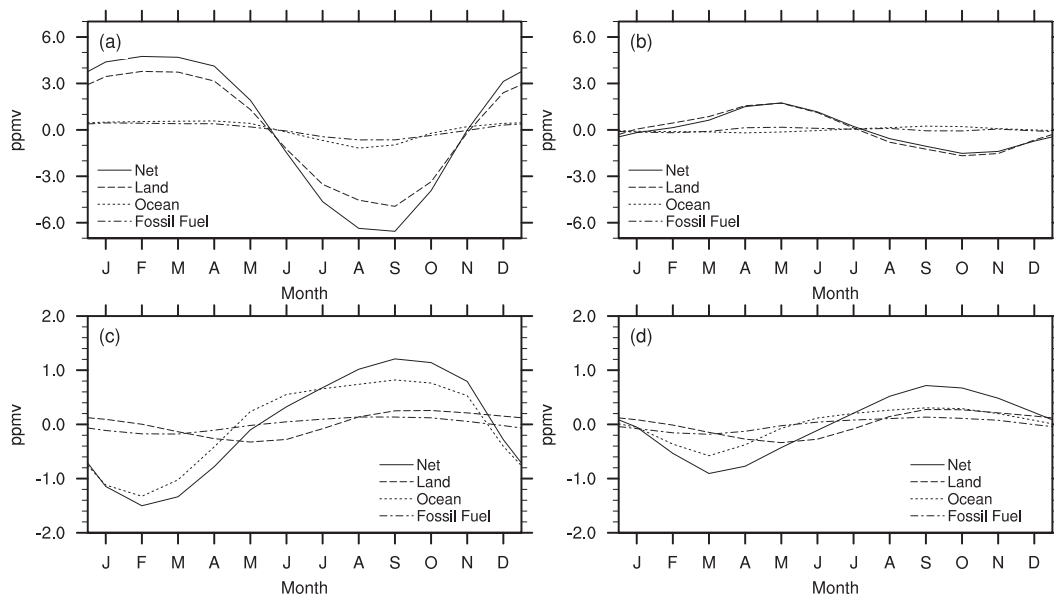 (a)
6.0
3.0
0.0
-3.0
-6.0
ppmv
Net
Land
Ocean
Fossil Fuel
J F M A M J J A S O N D
Month
(b)
6.0
3.0
0.0
-3.0
-6.0
ppmv
Net
Land
Ocean
Fossil Fuel
J F M A M J J A S O N D
Month
(c)
2.0
1.0
0.0
-1.0
-2.0
ppmv
Net
Land
Ocean
Fossil Fuel
J F M A M J J A S O N D
Month
(d)
2.0
1.0
0.0
-1.0
-2.0
ppmv
Net
Land
Ocean
Fossil Fuel
J F M A M J J A S O N D
Month